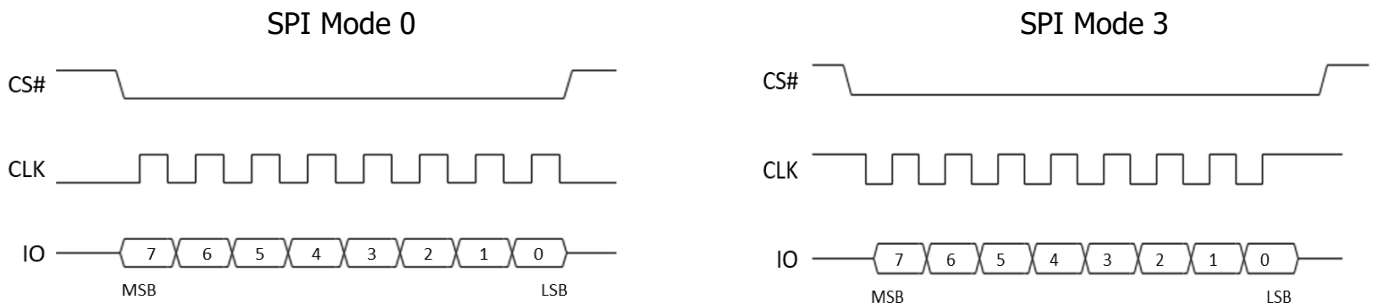 SPI Mode 0
CS#
CLK
IO 7 6 5 4 3 2 1 0
MSB LSB
SPI Mode 3
CS#
CLK
IO 7 6 5 4 3 2 1 0
MSB LSB